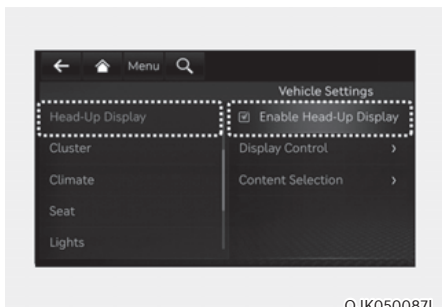 Menu
Vehicle Settings
Head-Up Display
Enable Head-Up Display
Cluster
Display Control
Climate
Content Selection
Seat
Lights
OJK050087L